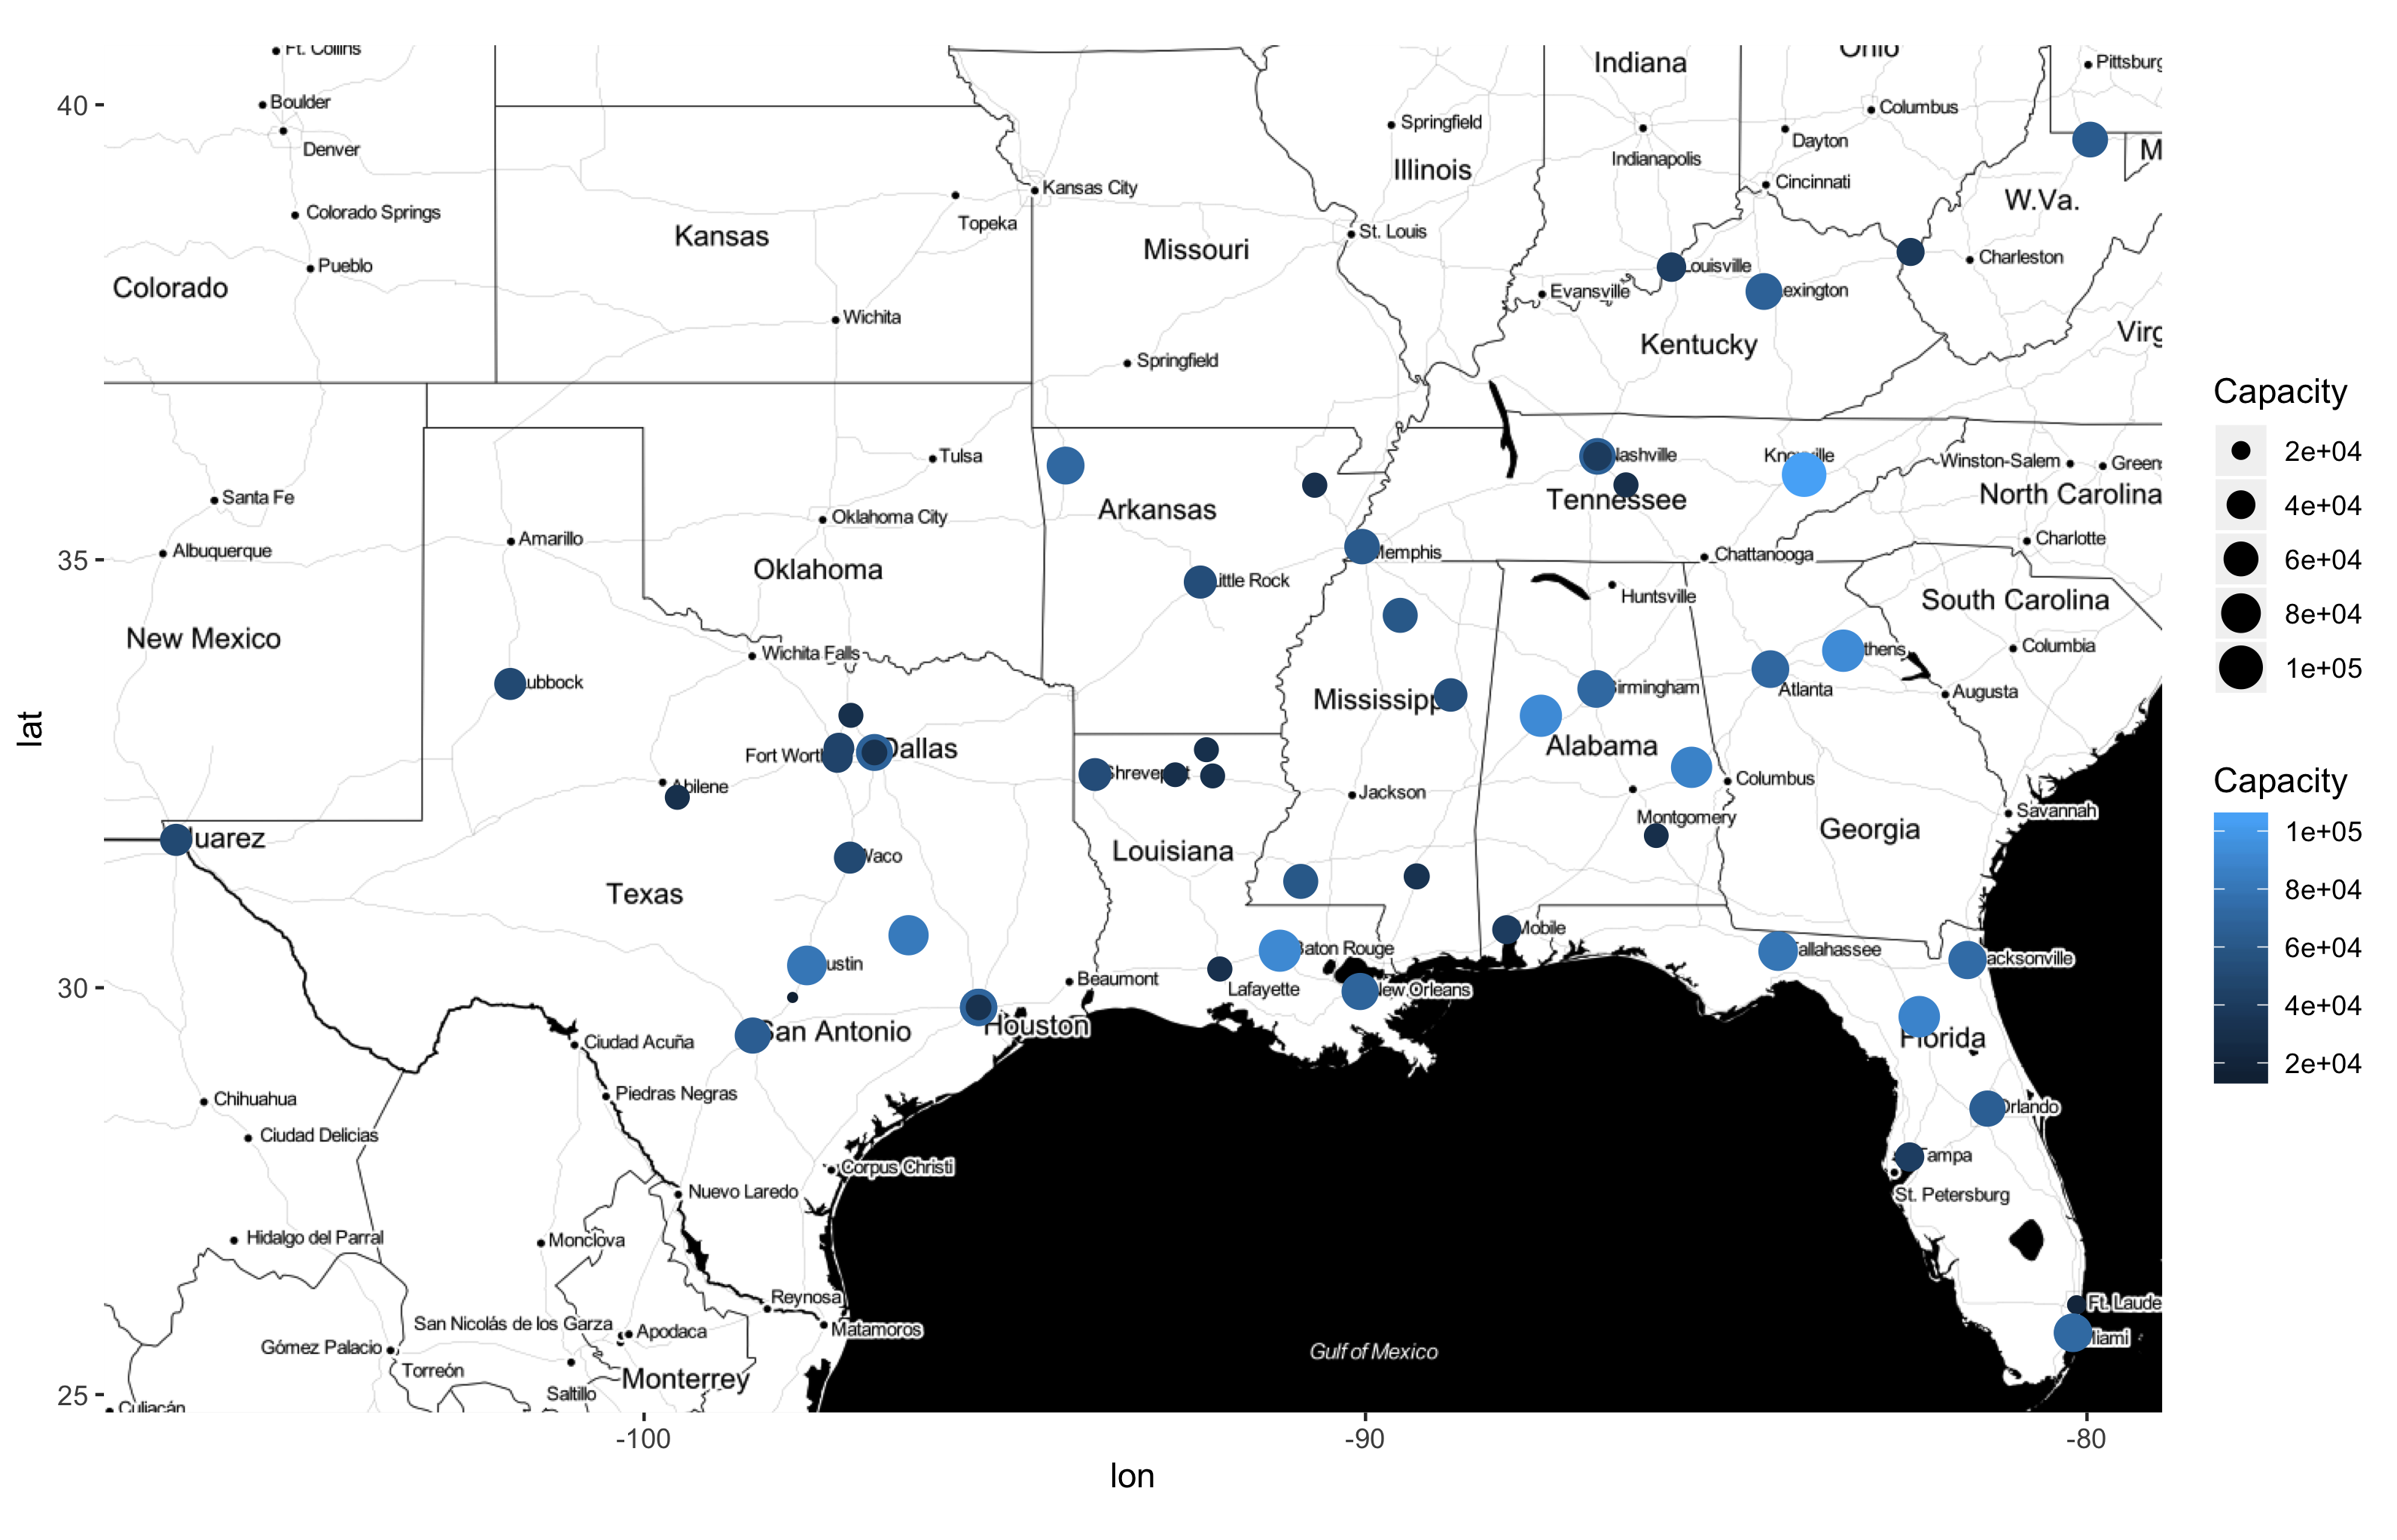 Ft. Collins
Indiana
Ohio
Pittsburg
40
Boulder
Columbus
Springfield
Denver
Dayton
Indianapolis
Illinois
M
Kansas City
Cincinnati
W.Va.
Colorado Springs
Topeka
Kansas
St. Louis
Missouri
Charleston
Pueblo
Louisville
Colorado
Evansville
exington
Wichita
Virg
Kentucky
Springfield
Capacity
2e+04
4e+04
6e+04
8e+04
1e+05
Tulsa
Nashville
Knoxville
Winston-Salem
Greens
Santa Fe
North Carolina
Tennessee
Arkansas
Oklahoma City
Amarillo
Charlotte
Albuquerque
35
Memphis
Chattanooga
Oklahoma
ittle Rock
Huntsville
South Carolina
New Mexico
Wichita Falls
Columbia
thens
ubbock
Birmingham
Atlanta
Augusta
Mississipp
lat
Alabama
Dallas
Fort Worth
Shreveport
Columbus
Abilene
Jackson
Savannah
Montgomery
Georgia
Juarez
Louisiana
Waco
Texas
Capacity
1e+05
8e+04
6e+04
4e+04
2e+04
Mobile
Baton Rouge
Tallahassee
acksonville
ustin
Beaumont
30
Lafayette
New Orleans
Houston
San Antonio
Florida
Ciudad Acuña
Piedras Negras
Chihuahua
Orlando
Ciudad Delicias
Tampa
Corpus Christi
Nuevo Laredo
St. Petersburg
Hidalgo del Parral
Monclova
Reynosa
Ft. Laude
San Nicolás de los Garza
Apodaca
Matamoros
Miami
Gómez Palacio
Gulf of Mexico
Torreón
Monterrey
Saltillo
25
Culiacán
-100
-90
-80
lon